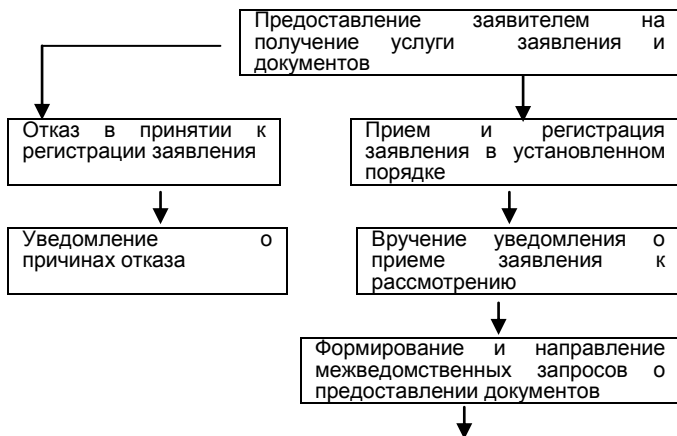 Предоставление заявителем на
получение услуги заявления и
документов
Отказ в принятии к
регистрации заявления
Прием и регистрация
заявления в установленном
порядке
Уведомление о
причинах отказа
Вручение уведомления о
приеме заявления к
рассмотрению
Формирование и направление
межведомственных запросов о
предоставлении документов